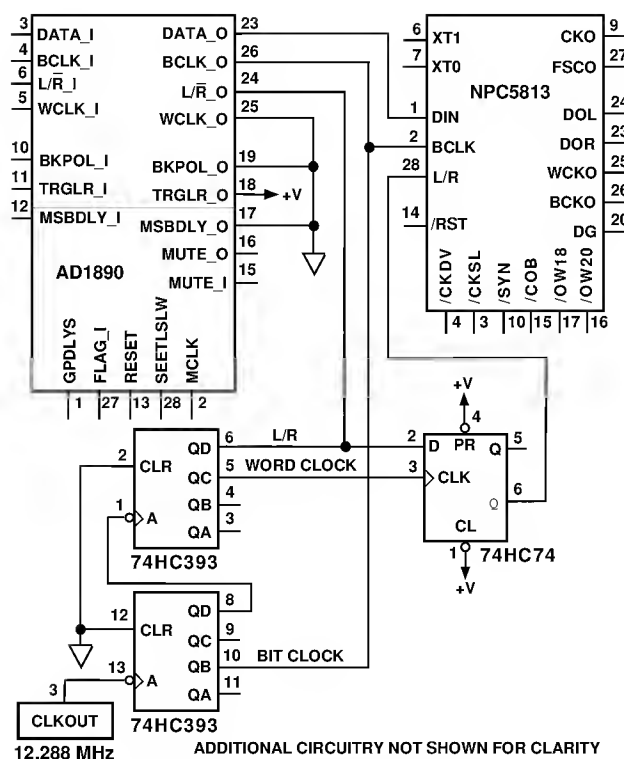 3 DATA_I DATA_O 23
4 BCLK_I BCLK_O 26
6 L/R̅_I L/R̅_O 24
5 WCLK_I WCLK_O 25
10 BKPOL_I BKPOL_O 19
11 TRGLR_I TRGLR_O 18 +V
12 MSBDLY_I MSBDLY_O 17
MUTE_O 16
MUTE_I 15
AD1890
GPDLYS FLAG_I RESET SEETLSLW MCLK
1 27 13 28 2
6 XT1 CKO 9
7 XT0 FSCO 27
NPC5813
1 DIN DOL 24
2 BCLK DOR 23
28 L/R WCKO 25
BCKO 26
14 /RST DG 20
/CKDV /CKSL /SYN /COB /OW18 /OW20
4 3 10 15 17 16
+V
4
2 CLR QD 6 L/R 2 D PR Q 5
QC 5 WORD CLOCK 3 CLK
1 A QB 4 Q 6
QA 3 CL
74HC393 1 74HC74
+V
QD 8
12 CLR QC 9
QB 10 BIT CLOCK
13 A QA 11
3 CLKOUT 74HC393
12.288 MHz ADDITIONAL CIRCUITRY NOT SHOWN FOR CLARITY